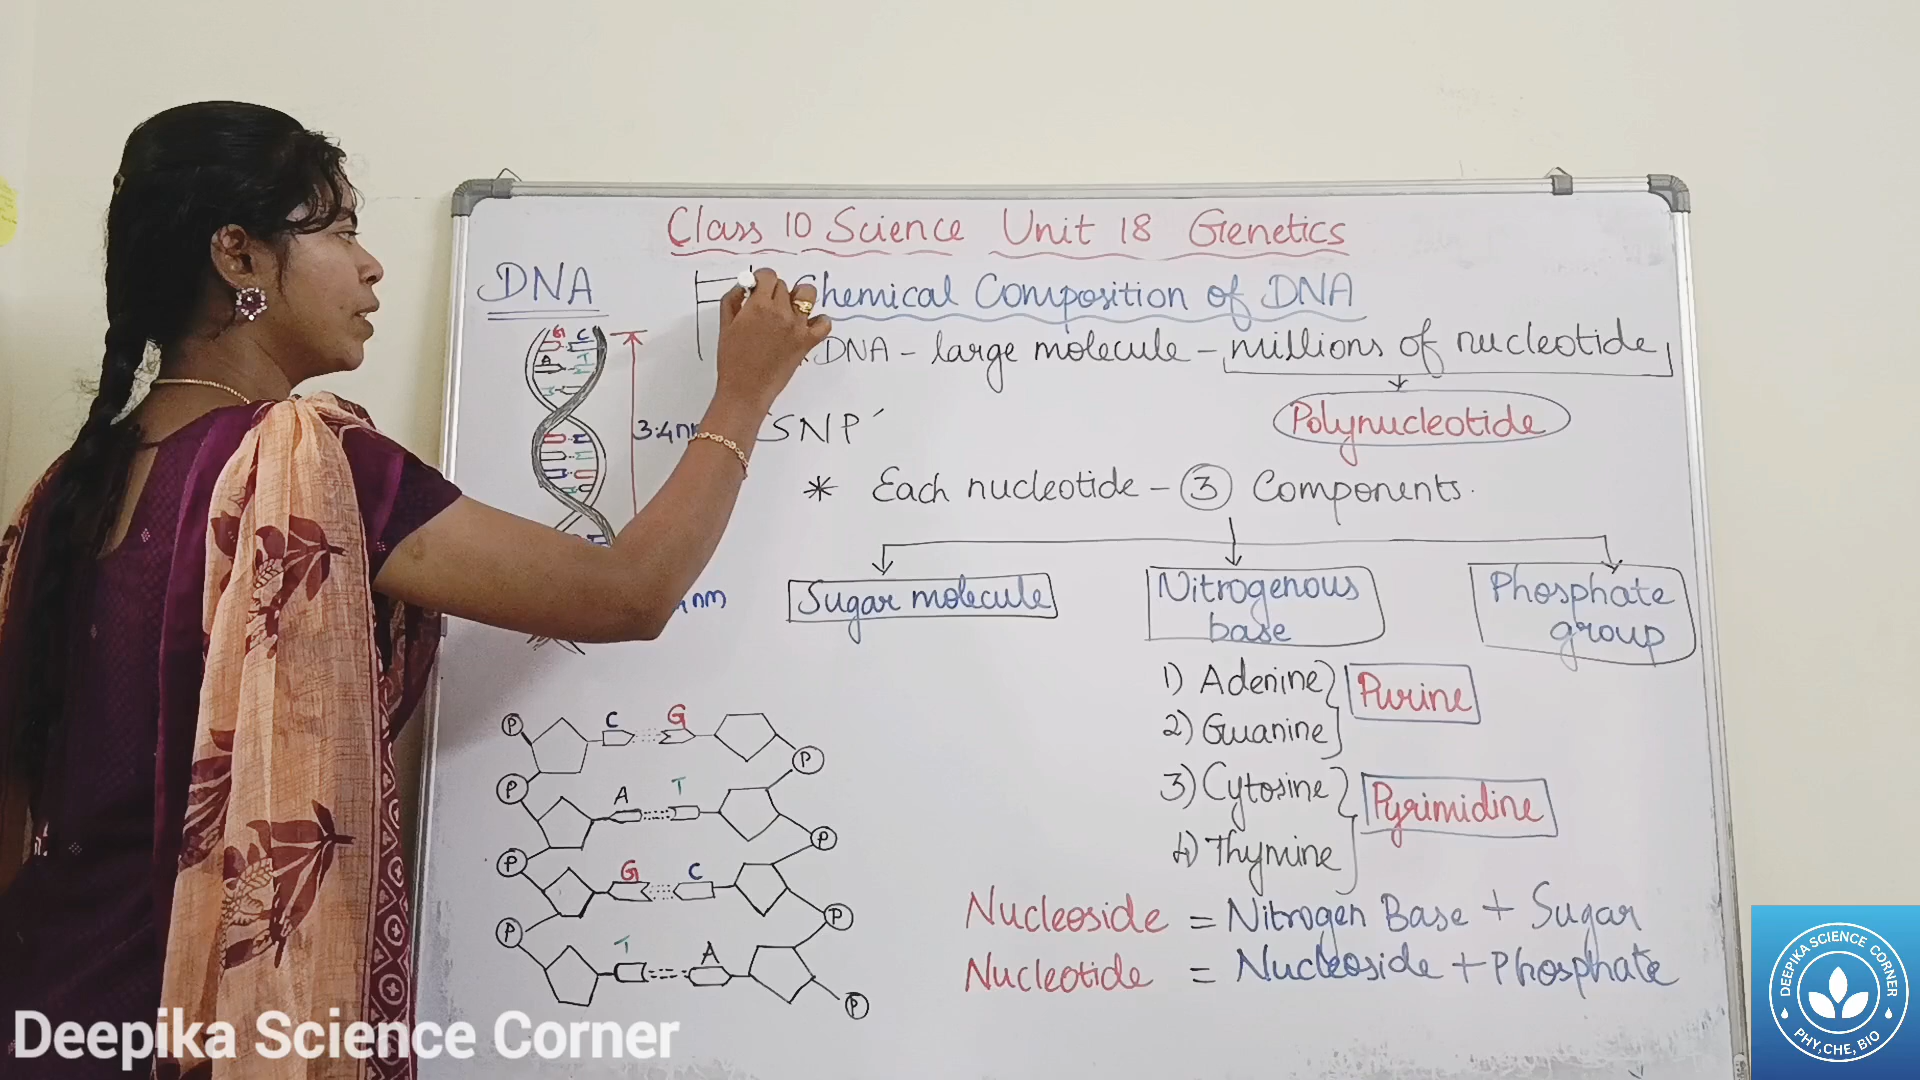 Class 10 Science Unit 18 Genetics
DNA
Chemical Composition of DNA
DNA - large molecule - millions of nucleotide
Polynucleotide
G C
A T
3.4nm
SNP
* Each nucleotide - 3 Components.
nm
Sugar molecule
Nitrogenous base
Phosphate group
1) Adenine
2) Guanine
Purine
3) Cytosine
4) Thymine
Pyrimidine
P C G P
P A T P
P G C P
P T A P
Nucleoside = Nitrogen Base + Sugar
Nucleotide = Nucleoside + Phosphate
Deepika Science Corner
DEEPIKA SCIENCE CORNER
PHY,CHE, BIO